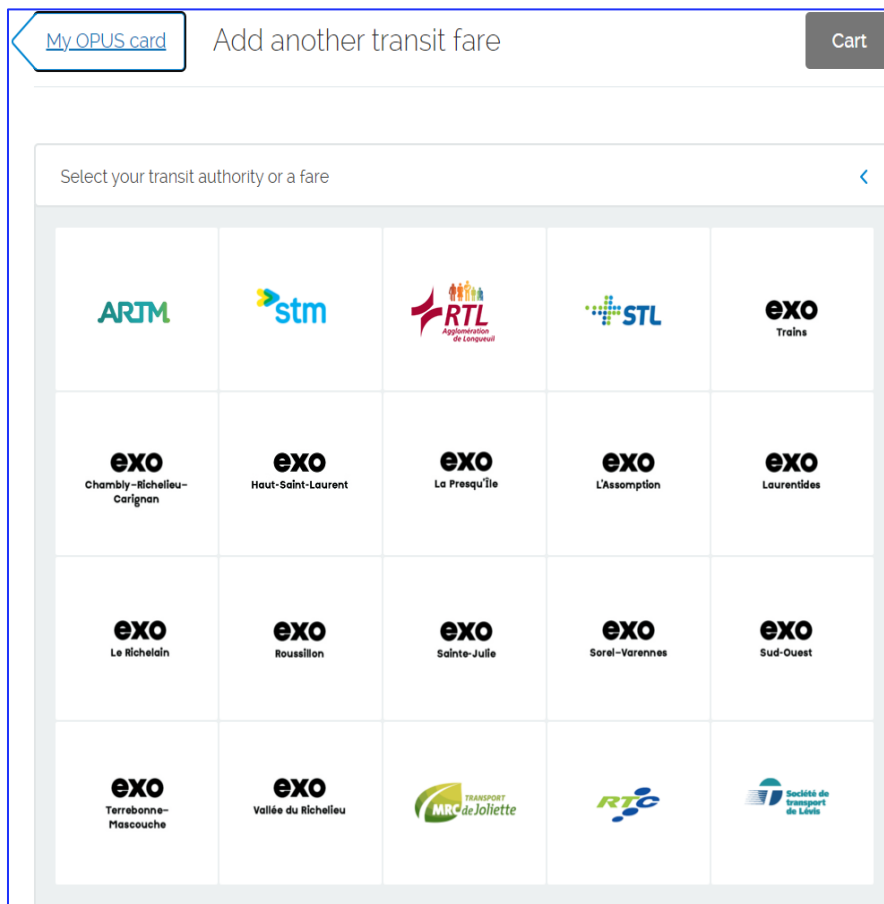 My OPUS card
Add another transit fare
Cart
Select your transit authority or a fare
ARTM
stm
RTL
Agglomération
de Longueuil
STL
exo
Trains
exo
Chambly-Richelieu-
Carignan
exo
Haut-Saint-Laurent
exo
La Presqu'Île
exo
L'Assomption
exo
Laurentides
exo
Le Richelain
exo
Roussillon
exo
Sainte-Julie
exo
Sorel-Varennes
exo
Sud-Ouest
exo
Terrebonne-
Mascouche
exo
Vallée du Richelieu
TRANSPORT
MRC de Joliette
RTC
Société de
transport
de Lévis